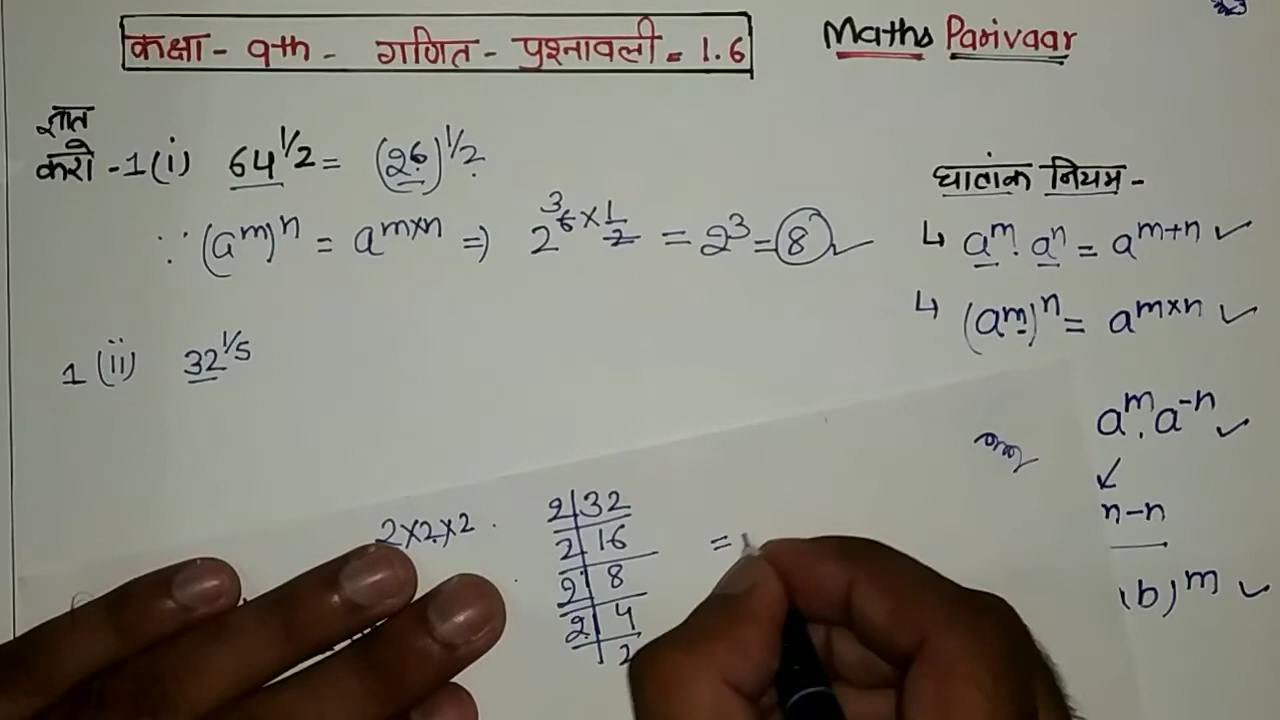 कक्षा - 9th - गणित - प्रश्नावली = 1.6
Maths Parivaar
ज्ञात
करो - 1(i) 64^1/2 = (2^6)^1/2
∵ (a^m)^n = a^m×n ⇒ 2^6×1/2 = 2^3 = 8 ✓
3
1 (ii) 32^1/5
घातांक नियम -
↳ a^m . a^n = a^m+n ✓
↳ (a^m)^n = a^m×n ✓
a^m . a^-n ✓
↙
n-n
2×2×2
2|32
2|16
2|8
2|4
2
=